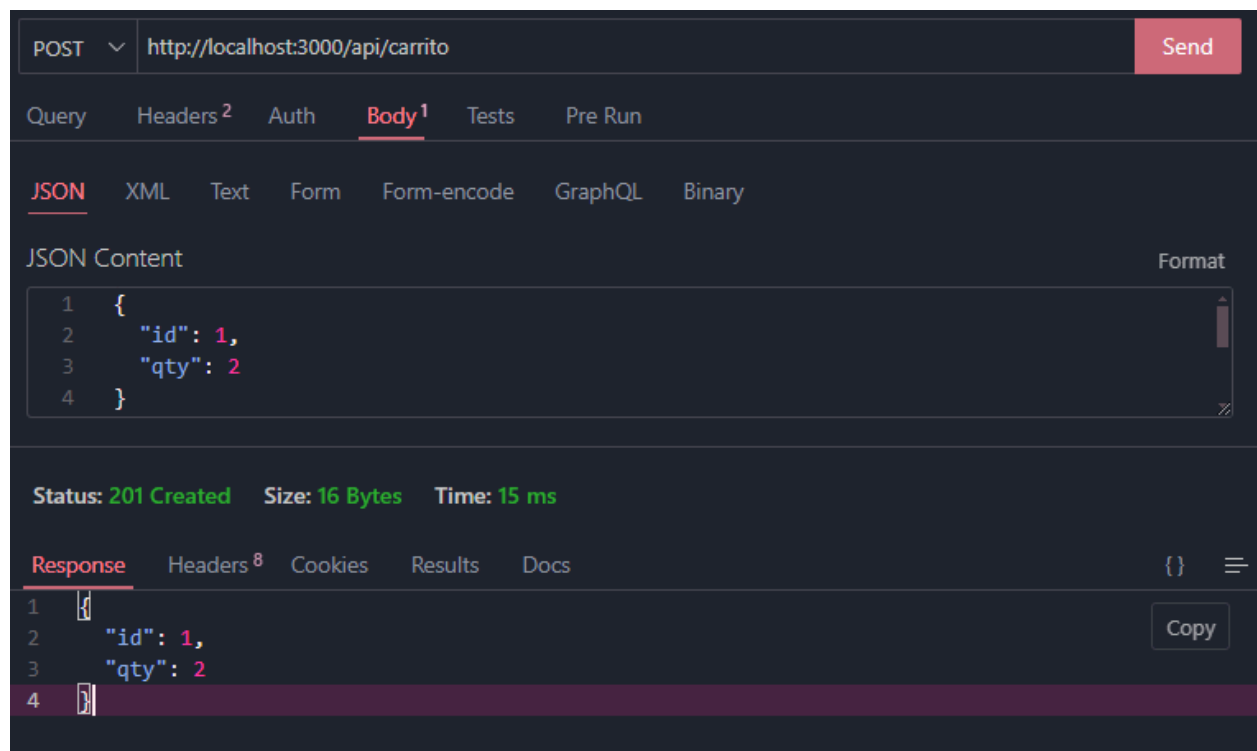 POST http://localhost:3000/api/carrito Send
Query Headers 2 Auth Body 1 Tests Pre Run
JSON XML Text Form Form-encode GraphQL Binary
JSON Content Format
1 {
2 "id": 1,
3 "qty": 2
4 }
Status: 201 Created Size: 16 Bytes Time: 15 ms
Response Headers 8 Cookies Results Docs {}
1 {
Copy
2 "id": 1,
3 "qty": 2
4 }